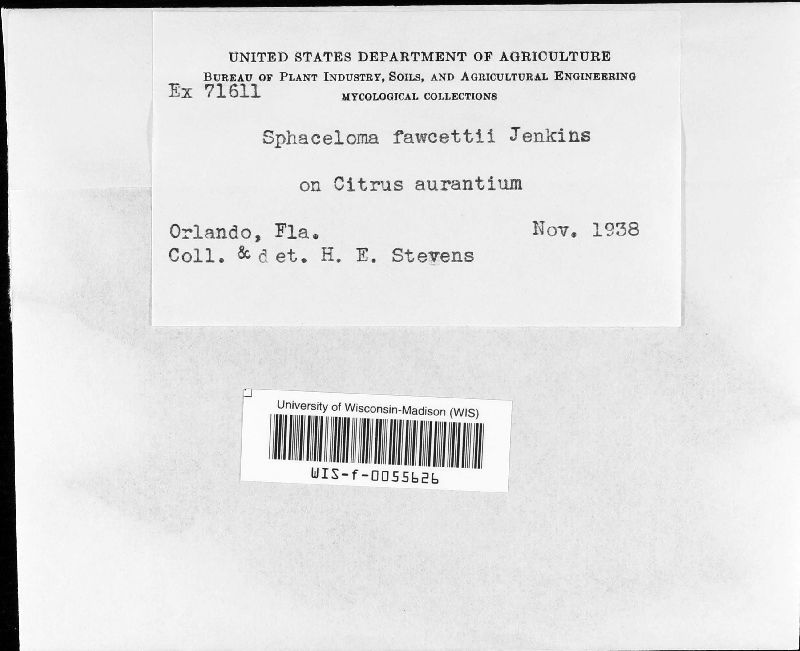 UNITED STATES DEPARTMENT OF AGRICULTURE
BUREAU OF PLANT INDUSTRY, SOILS, AND AGRICULTURAL ENGINEERING
Ex 71611 MYCOLOGICAL COLLECTIONS
Sphaceloma fawcettii Jenkins
on Citrus aurantium
Orlando, Fla. Nov. 1938
Coll. & det. H. E. Stevens
University of Wisconsin-Madison (WIS)
WIS-f-0055626